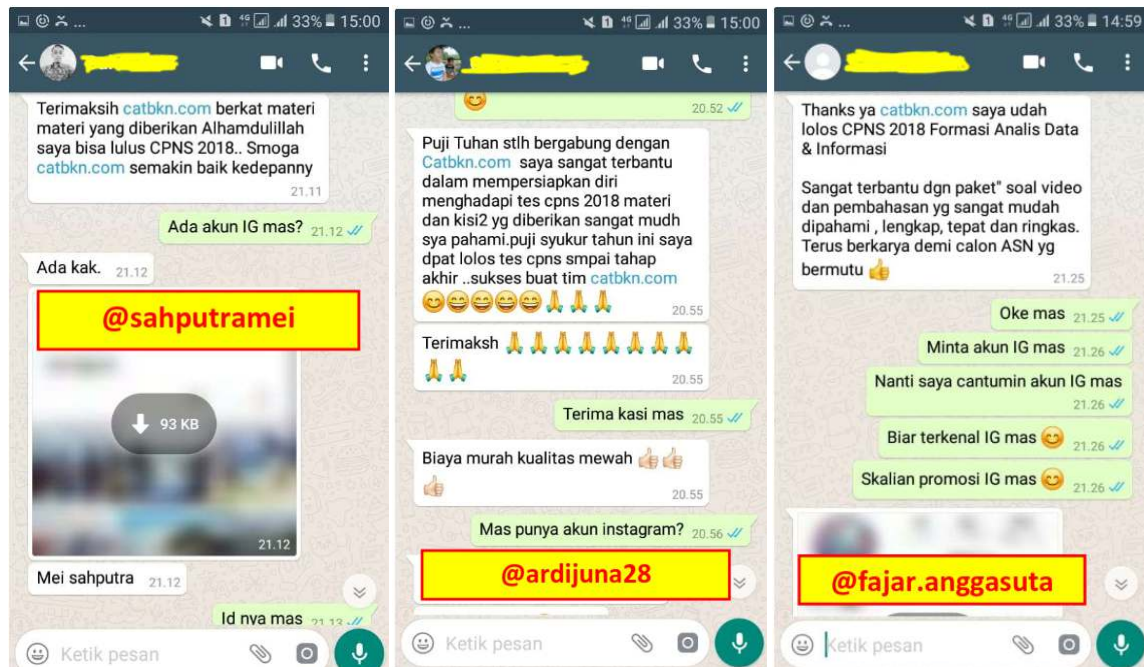 ... 4G 33% 15:00
Terimaksih catbkn.com berkat materi
materi yang diberikan Alhamdulillah
saya bisa lulus CPNS 2018.. Smoga
catbkn.com semakin baik kedepanny
21.11
Ada akun IG mas? 21.12
Ada kak. 21.12
@sahputramei
93 KB
21.12
Mei sahputra 21.12
Id nya mas 21.13
Ketik pesan
... 4G 33% 15:00
20.52
Puji Tuhan stlh bergabung dengan
Catbkn.com saya sangat terbantu
dalam mempersiapkan diri
menghadapi tes cpns 2018 materi
dan kisi2 yg diberikan sangat mudh
sya pahami.puji syukur tahun ini saya
dpat lolos tes cpns smpai tahap
akhir ..sukses buat tim catbkn.com
😊😄😄😄😄🙏🙏🙏
20.55
Terimaksh 🙏🙏🙏🙏🙏🙏🙏🙏
🙏🙏
20.55
Terima kasi mas 20.55
Biaya murah kualitas mewah 👍🏻👍🏻
👍🏻
20.55
Mas punya akun instagram? 20.56
@ardijuna28
Ketik pesan
... 4G 33% 14:59
Thanks ya catbkn.com saya udah
lolos CPNS 2018 Formasi Analis Data
& Informasi
Sangat terbantu dgn paket" soal video
dan pembahasan yg sangat mudah
dipahami , lengkap, tepat dan ringkas.
Terus berkarya demi calon ASN yg
bermutu 👍
21.25
Oke mas 21.25
Minta akun IG mas 21.26
Nanti saya cantumin akun IG mas
21.26
Biar terkenal IG mas 😊 21.26
Skalian promosi IG mas 😊 21.26
@fajar.anggasuta
Ketik pesan